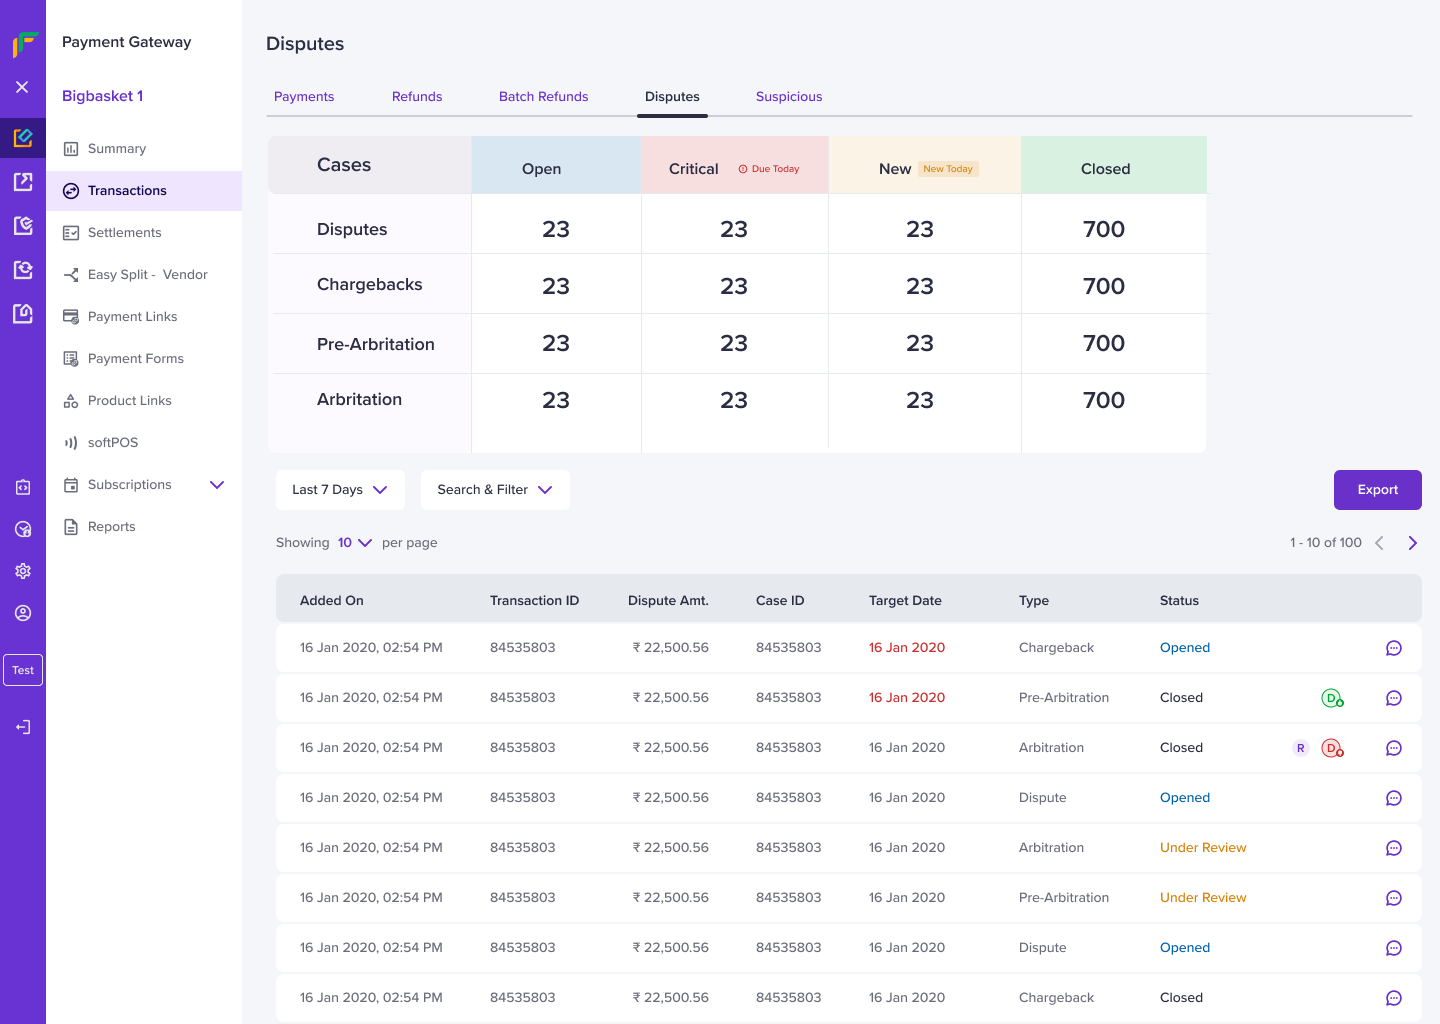 Payment Gateway
Bigbasket 1
Summary
Transactions
Settlements
Easy Split - Vendor
Payment Links
Payment Forms
Product Links
softPOS
Subscriptions
Reports
Test
Disputes
Payments Refunds Batch Refunds Disputes Suspicious
Cases Open Critical Due Today New New Today Closed
Disputes 23 23 23 700
Chargebacks 23 23 23 700
Pre-Arbritation 23 23 23 700
Arbritation 23 23 23 700
Last 7 Days Search & Filter Export
Showing 10 per page 1 - 10 of 100
Added On Transaction ID Dispute Amt. Case ID Target Date Type Status
16 Jan 2020, 02:54 PM 84535803 ₹ 22,500.56 84535803 16 Jan 2020 Chargeback Opened
16 Jan 2020, 02:54 PM 84535803 ₹ 22,500.56 84535803 16 Jan 2020 Pre-Arbitration Closed D
16 Jan 2020, 02:54 PM 84535803 ₹ 22,500.56 84535803 16 Jan 2020 Arbitration Closed R D
16 Jan 2020, 02:54 PM 84535803 ₹ 22,500.56 84535803 16 Jan 2020 Dispute Opened
16 Jan 2020, 02:54 PM 84535803 ₹ 22,500.56 84535803 16 Jan 2020 Arbitration Under Review
16 Jan 2020, 02:54 PM 84535803 ₹ 22,500.56 84535803 16 Jan 2020 Pre-Arbitration Under Review
16 Jan 2020, 02:54 PM 84535803 ₹ 22,500.56 84535803 16 Jan 2020 Dispute Opened
16 Jan 2020, 02:54 PM 84535803 ₹ 22,500.56 84535803 16 Jan 2020 Chargeback Closed